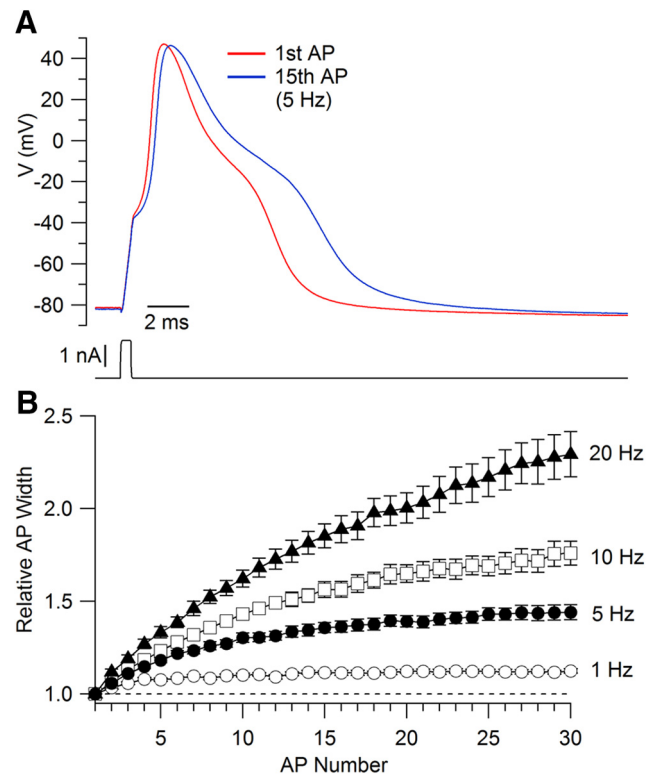 A
40
20
0
-20
-40
-60
-80
V (mV)
1st AP
15th AP
(5 Hz)
2 ms
1 nA
B
2.5
2.0
1.5
1.0
Relative AP Width
20 Hz
10 Hz
5 Hz
1 Hz
5 10 15 20 25 30
AP Number